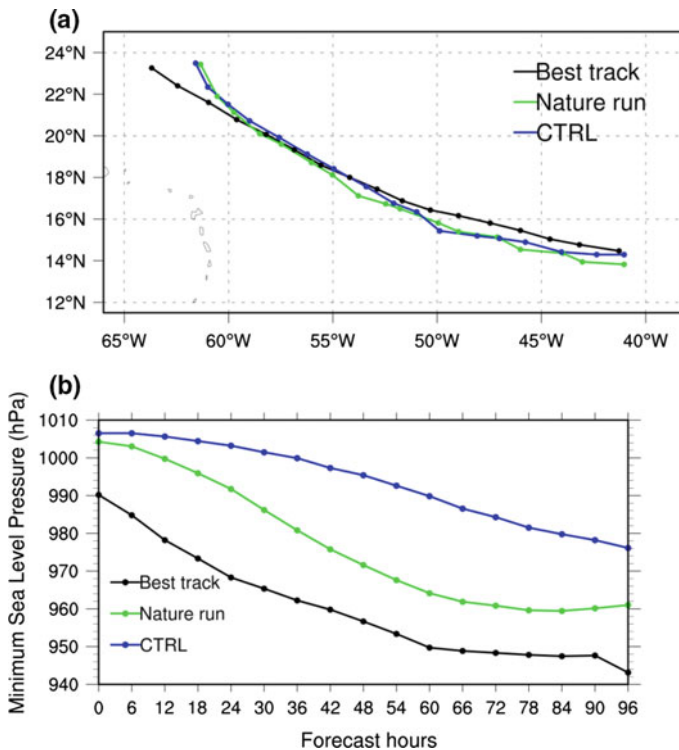 (a)
24°N
22°N
20°N
18°N
16°N
14°N
12°N
Best track
Nature run
CTRL
65°W 60°W 55°W 50°W 45°W 40°W
(b)
Minimum Sea Level Pressure (hPa)
1010
1000
990
980
970
960
950
940
Best track
Nature run
CTRL
0 6 12 18 24 30 36 42 48 54 60 66 72 78 84 90 96
Forecast hours